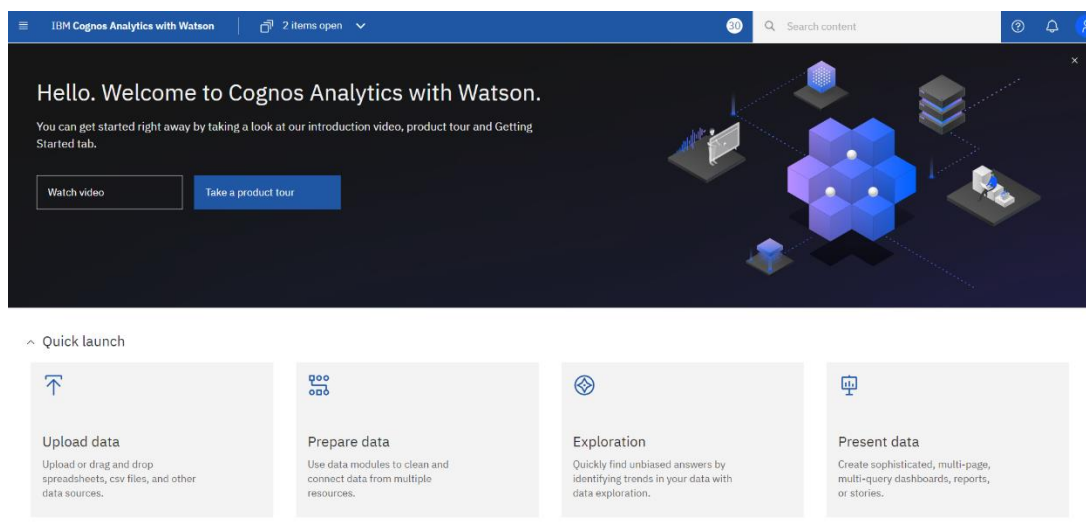 IBM Cognos Analytics with Watson
2 items open
30
Search content
Hello. Welcome to Cognos Analytics with Watson.
You can get started right away by taking a look at our introduction video, product tour and Getting
Started tab.
Watch video
Take a product tour
Quick launch
Upload data
Upload or drag and drop
spreadsheets, csv files, and other
data sources.
Prepare data
Use data modules to clean and
connect data from multiple
resources.
Exploration
Quickly find unbiased answers by
identifying trends in your data with
data exploration.
Present data
Create sophisticated, multi-page,
multi-query dashboards, reports,
or stories.